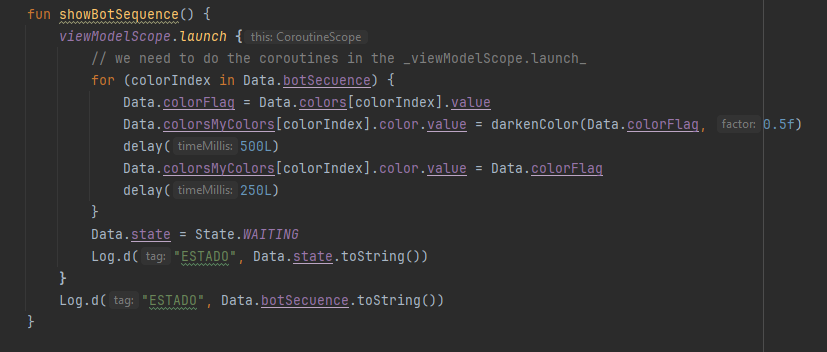 fun showBotSequence() {
viewModelScope.launch { this: CoroutineScope
// we need to do the coroutines in the _viewModelScope.launch_
for (colorIndex in Data.botSecuence) {
Data.colorFlag = Data.colors[colorIndex].value
Data.colorsMyColors[colorIndex].color.value = darkenColor(Data.colorFlag, factor: 0.5f)
delay( timeMillis: 500L)
Data.colorsMyColors[colorIndex].color.value = Data.colorFlag
delay( timeMillis: 250L)
}
Data.state = State.WAITING
Log.d( tag: "ESTADO", Data.state.toString())
}
Log.d( tag: "ESTADO", Data.botSecuence.toString())
}